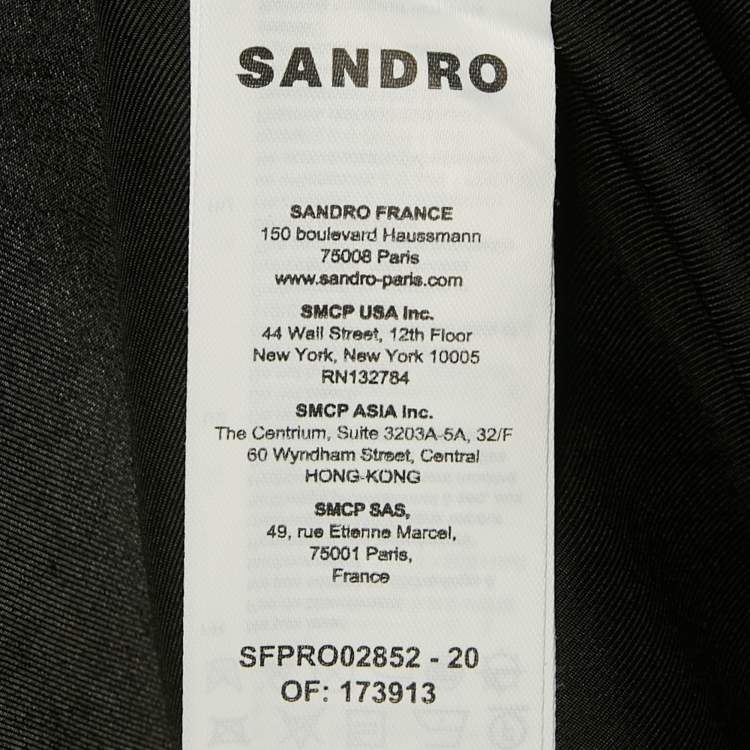 SANDRO
SANDRO FRANCE
150 boulevard Haussmann
75008 Paris
www.sandro-paris.com
SMCP USA Inc.
44 Wall Street, 12th Floor
New York, New York 10005
RN132784
SMCP ASIA Inc.
The Centrium, Suite 3203A-5A, 32/F
60 Wyndham Street, Central
HONG-KONG
SMCP SAS,
49, rue Etienne Marcel,
75001 Paris,
France
SFPRO02852 - 20
OF: 173913